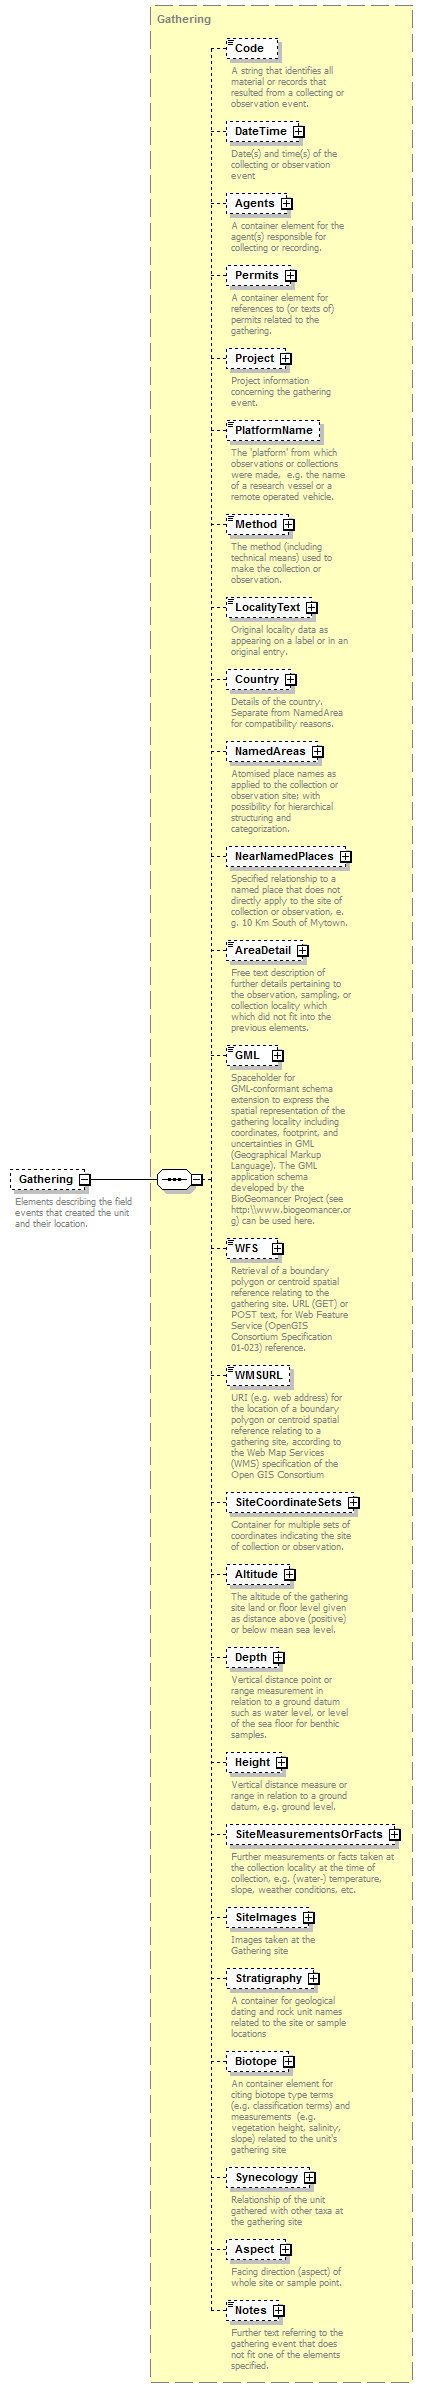 Gathering
Code
A string that identifies all
material or records that
resulted from a collecting or
observation event.
DateTime
Date(s) and time(s) of the
collecting or observation
event
Agents
A container element for the
agent(s) responsible for
collecting or recording.
Permits
A container element for
references to (or texts of)
permits related to the
gathering.
Project
Project information
concerning the gathering
event.
PlatformName
The 'platform' from which
observations or collections
were made,  e.g. the name
of a research vessel or a
remote operated vehicle.
Method
The method (including
technical means) used to
make the collection or
observation.
LocalityText
Original locality data as
appearing on a label or in an
original entry.
Country
Details of the country.
Separate from NamedArea
for compatibility reasons.
NamedAreas
Atomised place names as
applied to the collection or
observation site; with
possibility for hierarchical
structuring and
categorization.
NearNamedPlaces
Specified relationship to a
named place that does not
directly apply to the site of
collection or observation, e.
g. 10 Km South of Mytown.
AreaDetail
Free text description of
further details pertaining to
the observation, sampling, or
collection locality which
which did not fit into the
previous elements.
GML
Spaceholder for
GML-conformant schema
extension to express the
spatial representation of the
gathering locality including
coordinates, footprint, and
uncertainties in GML
(Geographical Markup
Language). The GML
application schema
developed by the
BioGeomancer Project (see
http:\\www.biogeomancer.or
g) can be used here.
Gathering
Elements describing the field
events that created the unit
and their location.
WFS
Retrieval of a boundary
polygon or centroid spatial
reference relating to the
gathering site. URL (GET) or
POST text, for Web Feature
Service (OpenGIS
Consortium Specification
01-023) reference.
WMSURL
URI (e.g. web address) for
the location of a boundary
polygon or centroid spatial
reference relating to a
gathering site, according to
the Web Map Services
(WMS) specification of the
Open GIS Consortium
SiteCoordinateSets
Container for multiple sets of
coordinates indicating the site
of collection or observation.
Altitude
The altitude of the gathering
site land or floor level given
as distance above (positive)
or below mean sea level.
Depth
Vertical distance point or
range measurement in
relation to a ground datum
such as water level, or level
of the sea floor for benthic
samples.
Height
Vertical distance measure or
range in relation to a ground
datum, e.g. ground level.
SiteMeasurementsOrFacts
Further measurements or facts taken at
the collection locality at the time of
collection, e.g. (water-) temperature,
slope, weather conditions, etc.
SiteImages
Images taken at the
Gathering site
Stratigraphy
A container for geological
dating and rock unit names
related to the site or sample
locations
Biotope
An container element for
citing biotope type terms
(e.g. classification terms) and
measurements  (e.g.
vegetation height, salinity,
slope) related to the unit's
gathering site
Synecology
Relationship of the unit
gathered with other taxa at
the gathering site
Aspect
Facing direction (aspect) of
whole site or sample point.
Notes
Further text referring to the
gathering event that does
not fit one of the elements
specified.